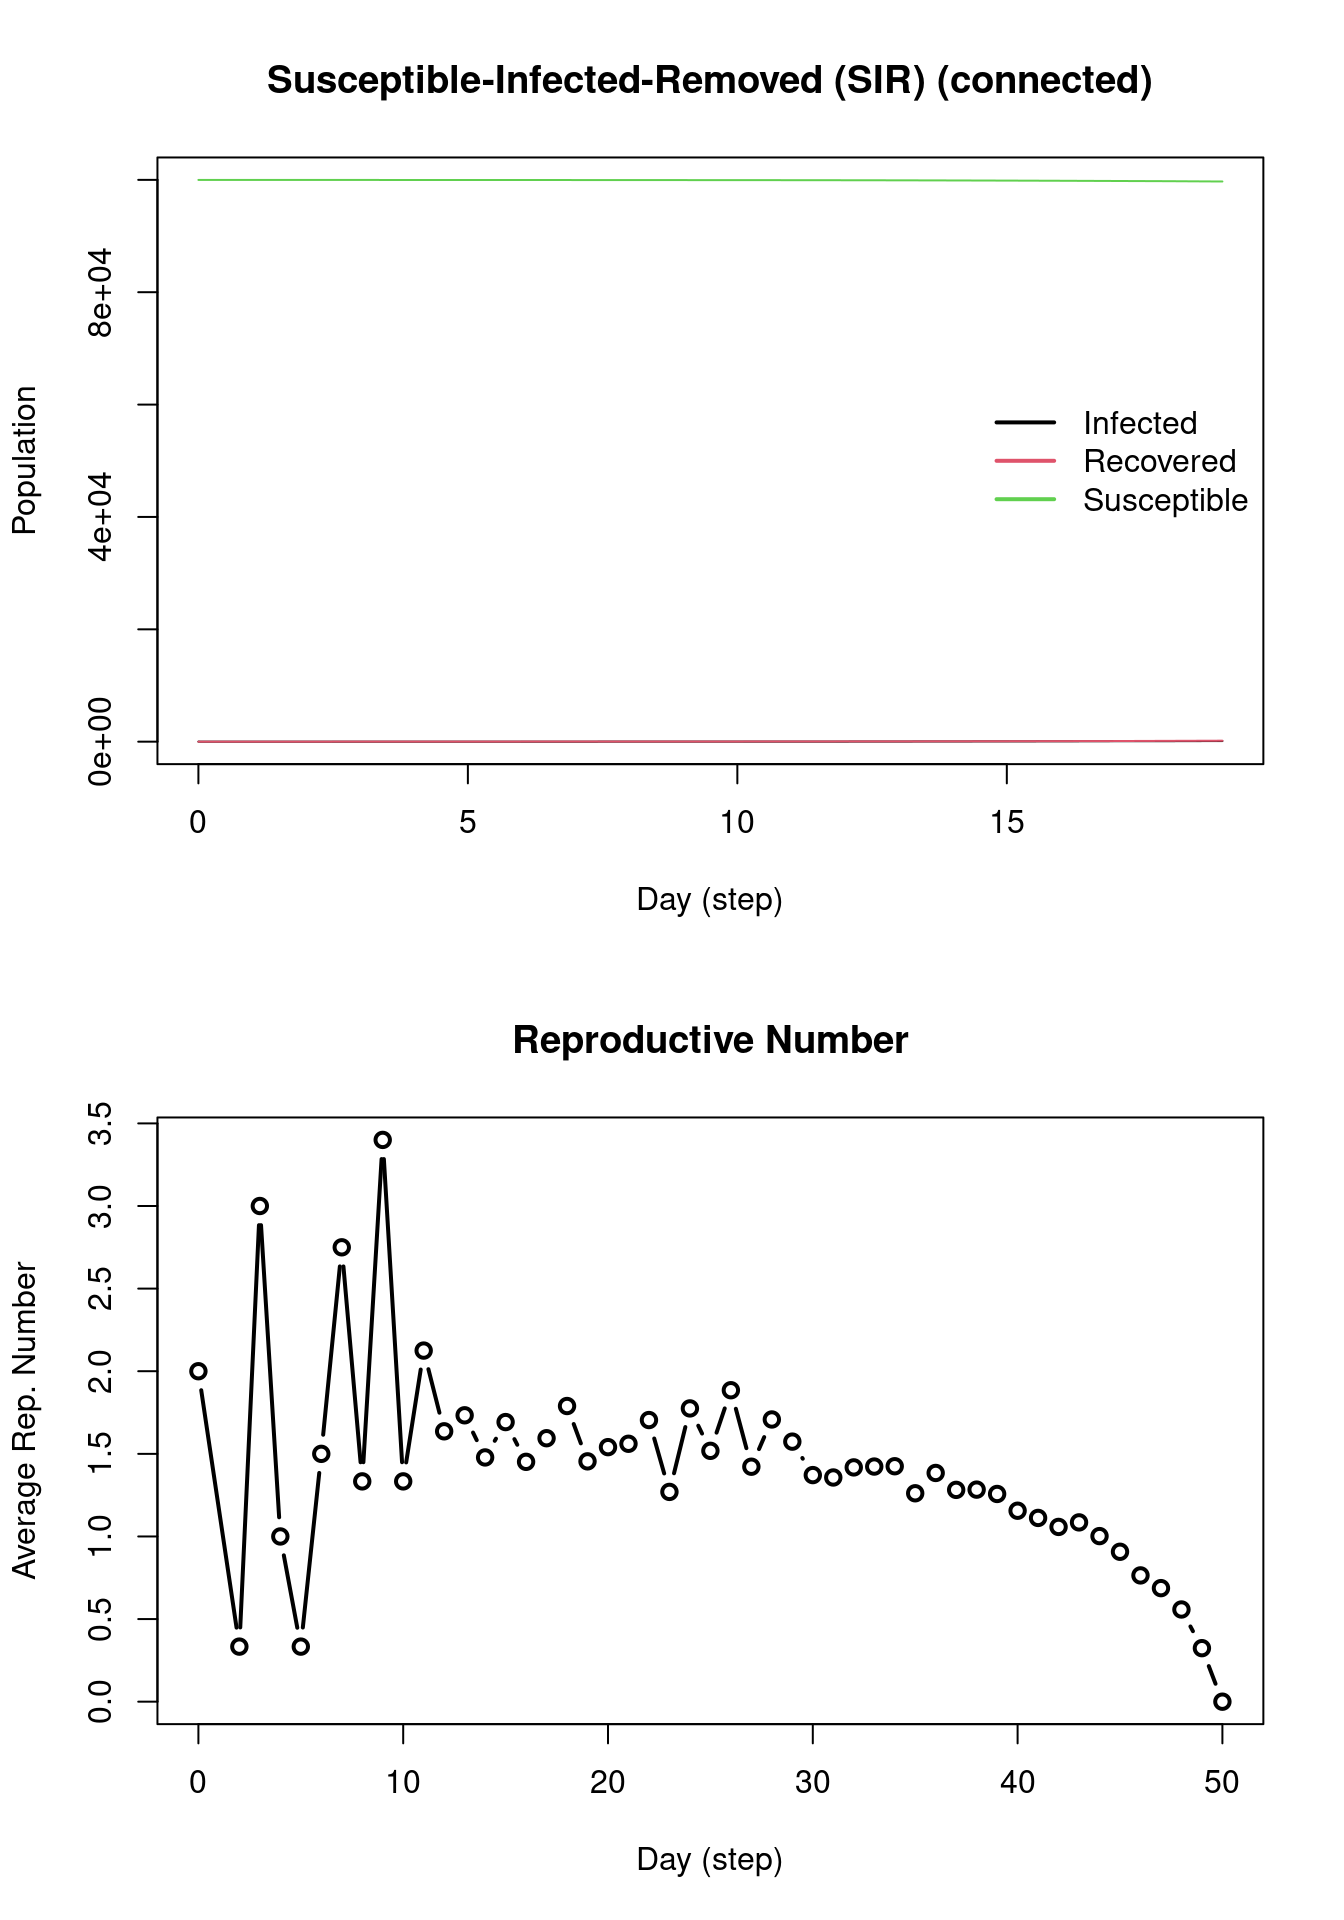 Susceptible-Infected-Removed (SIR) (connected)
Population
8e+04
4e+04
0e+00
Infected
Recovered
Susceptible
0 5 10 15
Day (step)
Reproductive Number
Average Rep. Number
3.5
3.0
2.5
2.0
1.5
1.0
0.5
0.0
0 10 20 30 40 50
Day (step)